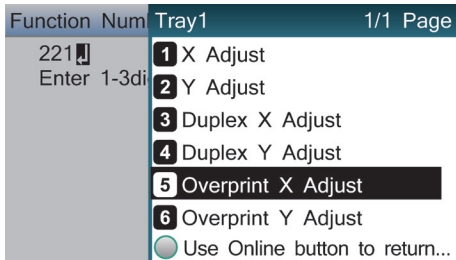 Function Num
221
Enter 1-3di
Tray1 1/1 Page
1 X Adjust
2 Y Adjust
3 Duplex X Adjust
4 Duplex Y Adjust
5 Overprint X Adjust
6 Overprint Y Adjust
Use Online button to return...